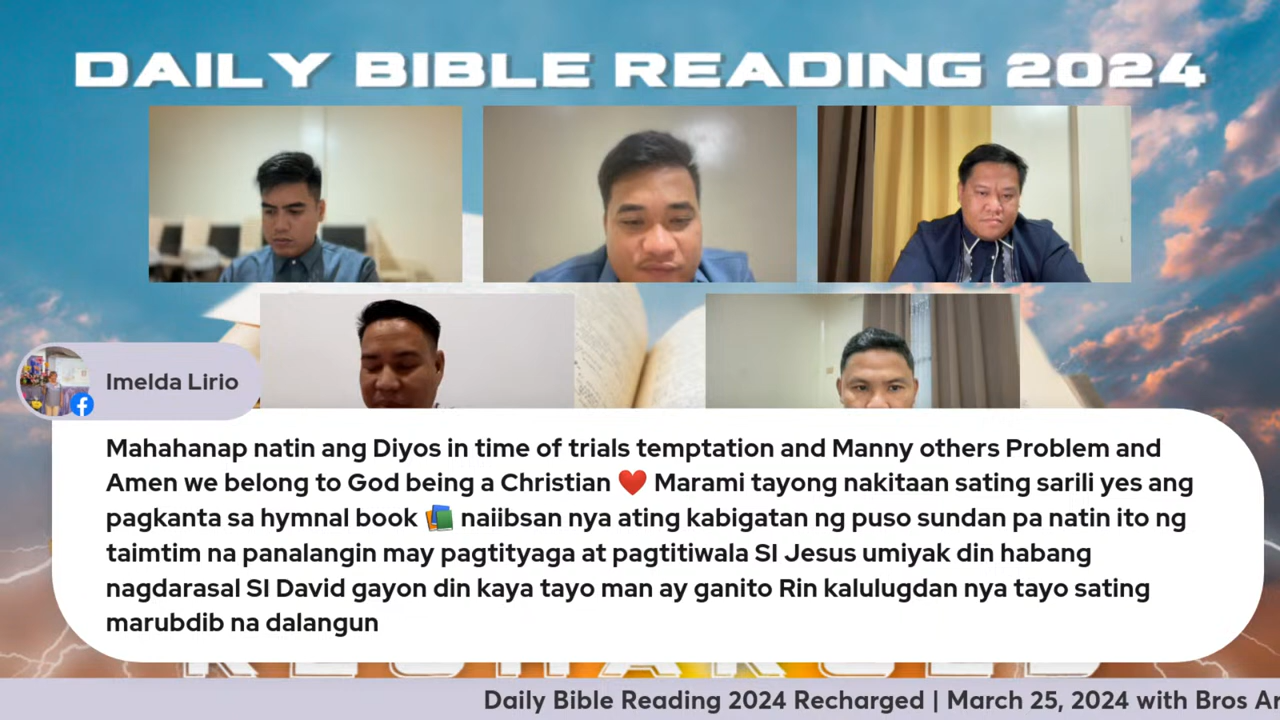 DAILY BIBLE READING 2024
Imelda Lirio
Mahahanap natin ang Diyos in time of trials temptation and Manny others Problem and
Amen we belong to God being a Christian ❤️ Marami tayong nakitaan sating sarili yes ang
pagkanta sa hymnal book 📚 naiibsan nya ating kabigatan ng puso sundan pa natin ito ng
taimtim na panalangin may pagtityaga at pagtitiwala SI Jesus umiyak din habang
nagdarasal SI David gayon din kaya tayo man ay ganito Rin kalulugdan nya tayo sating
marubdib na dalangun
Daily Bible Reading 2024 Recharged | March 25, 2024 with Bros